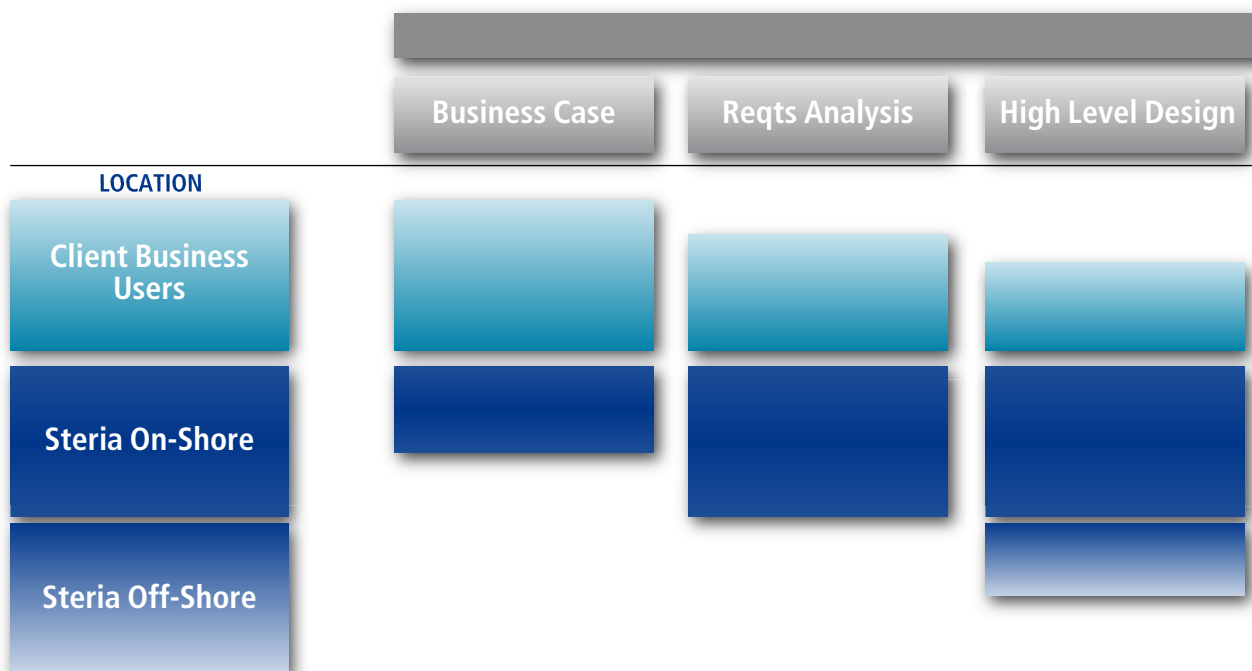 Business Case
Reqts Analysis
High Level Design
LOCATION
Client Business
Users
Steria On-Shore
Steria Off-Shore